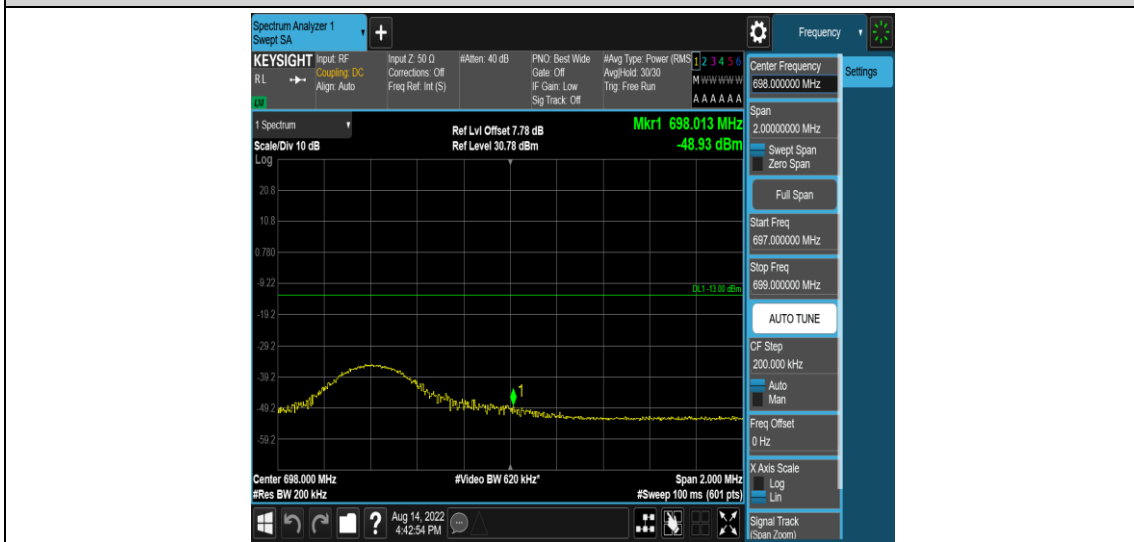 Spectrum Analyzer 1
Swept SA
+
Frequency
KEYSIGHT
RL
Input: RF
Coupling: DC
Align: Auto
Input Z: 50 Ω
Corrections: Off
Freq Ref: Int (S)
#Atten: 40 dB
PNO: Best Wide
Gate: Off
IF Gain: Low
Sig Track: Off
#Avg Type: Power (RMS
Avg|Hold: 30/30
Trig: Free Run
1 2 3 4 5 6
M W W W W W
A A A A A A
Center Frequency
698.000000 MHz
Settings
Span
2.00000000 MHz
Swept Span
Zero Span
Full Span
Start Freq
697.000000 MHz
Stop Freq
699.000000 MHz
AUTO TUNE
CF Step
200.000 kHz
Auto
Man
Freq Offset
0 Hz
X Axis Scale
Log
Lin
Signal Track
(Span Zoom)
1 Spectrum
Scale/Div 10 dB
Ref Lvl Offset 7.78 dB
Ref Level 30.78 dBm
Mkr1 698.013 MHz
-48.93 dBm
Log
20.8
10.8
0.780
-9.22
DL1 -13.00 dBm
-19.2
-29.2
-39.2
1
-49.2
-59.2
Center 698.000 MHz
#Video BW 620 kHz*
Span 2.000 MHz
#Res BW 200 kHz
#Sweep 100 ms (601 pts)
?
Aug 14, 2022
4:42:54 PM